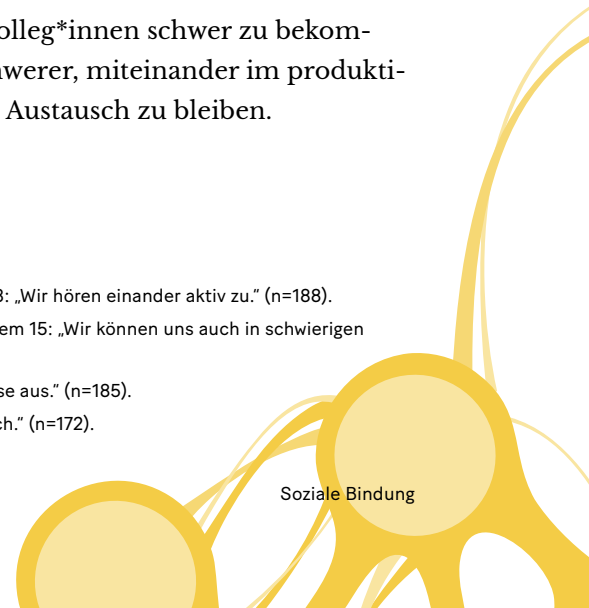 olleg*innen schwer zu bekom-
werer, miteinander im produkti-
Austausch zu bleiben.
: „Wir hören einander aktiv zu.“ (n=188).
em 15: „Wir können uns auch in schwierigen
se aus.“ (n=185).
ch.“ (n=172).
Soziale Bindung